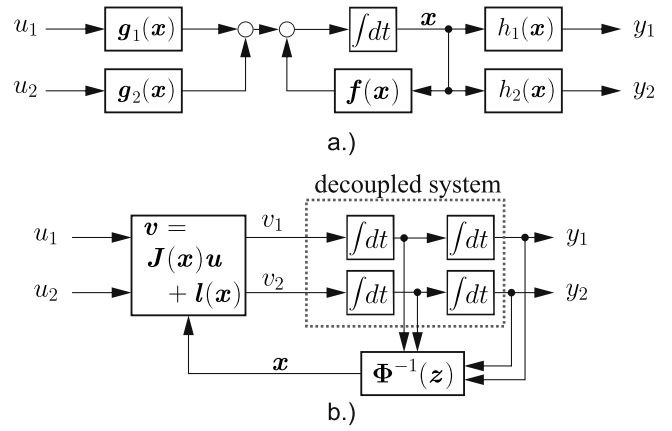 u₁ g₁(x) ∫dt x h₁(x) y₁
u₂ g₂(x) f(x) h₂(x) y₂
a.)
decoupled system
u₁ v = v₁ ∫dt ∫dt y₁
J(x)u
u₂ + l(x) v₂ ∫dt ∫dt y₂
x Φ⁻¹(z)
b.)